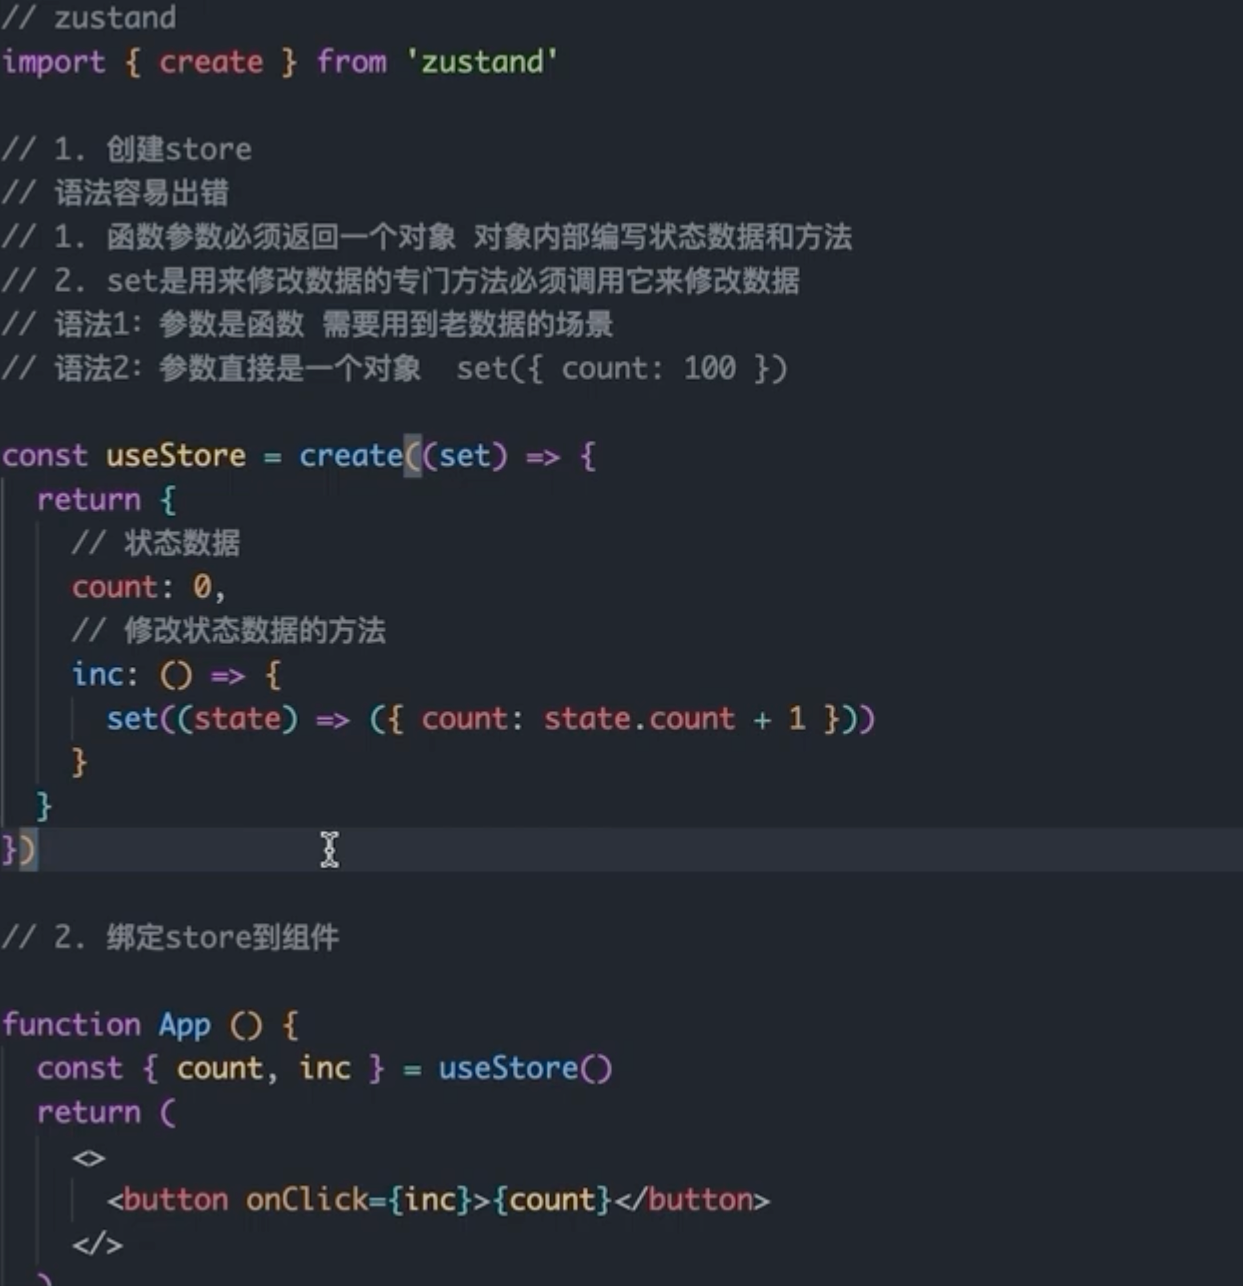 // zustand
import { create } from 'zustand'
// 1. 创建store
// 语法容易出错
// 1. 函数参数必须返回一个对象 对象内部编写状态数据和方法
// 2. set是用来修改数据的专门方法必须调用它来修改数据
// 语法1: 参数是函数 需要用到老数据的场景
// 语法2: 参数直接是一个对象  set({ count: 100 })
const useStore = create((set) => {
  return {
    // 状态数据
    count: 0,
    // 修改状态数据的方法
    inc: () => {
      set((state) => ({ count: state.count + 1 }))
    }
  }
})
// 2. 绑定store到组件
function App () {
  const { count, inc } = useStore()
  return (
    <>
      <button onClick={inc}>{count}</button>
    </>
  )